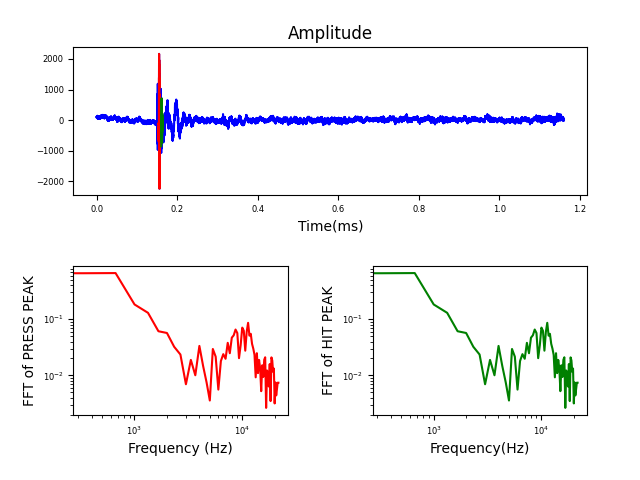 Amplitude
2000
1000
0
−1000
−2000
0.0 0.2 0.4 0.6 0.8 1.0 1.2
Time(ms)
FFT of PRESS PEAK
10⁻¹
10⁻²
10³ 10⁴
Frequency (Hz)
FFT of HIT PEAK
10⁻¹
10⁻²
10³ 10⁴
Frequency(Hz)